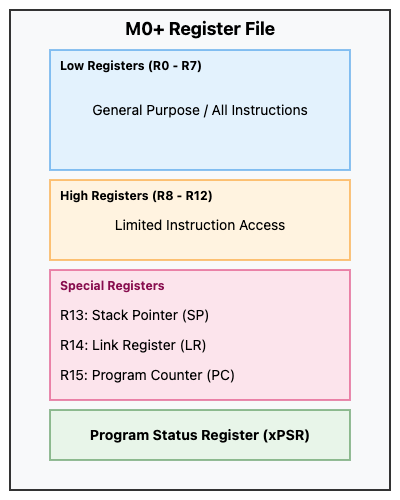 M0+ Register File
Low Registers (R0 - R7)
General Purpose / All Instructions
High Registers (R8 - R12)
Limited Instruction Access
Special Registers
R13: Stack Pointer (SP)
R14: Link Register (LR)
R15: Program Counter (PC)
Program Status Register (xPSR)